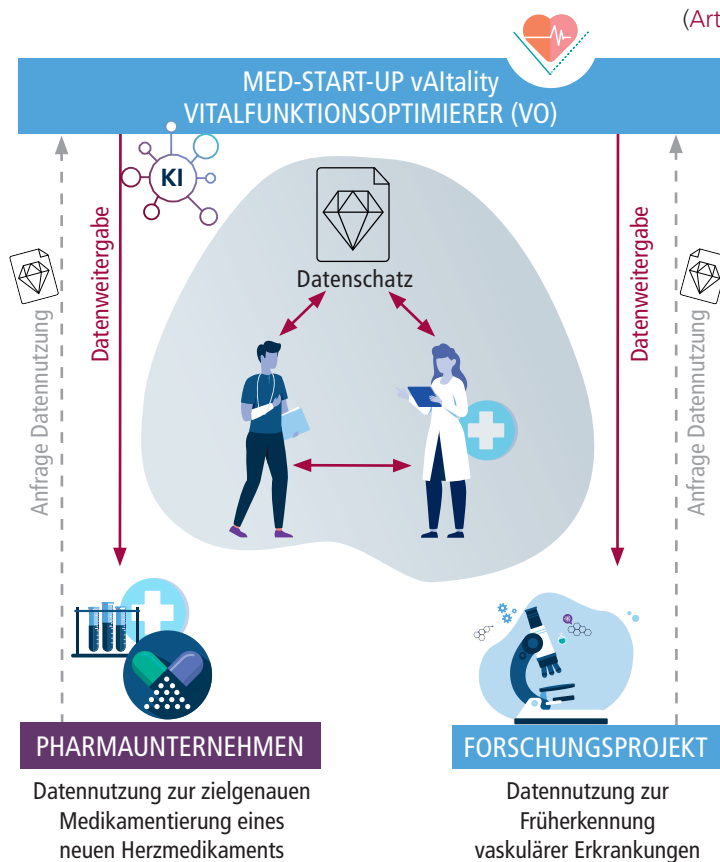 (Art
MED-START-UP vAItality
VITALFUNKTIONSOPTIMIERER (VO)
KI
Datenschatz
Anfrage Datennutzung
Datenweitergabe
Datenweitergabe
Anfrage Datennutzung
PHARMAUNTERNEHMEN
Datennutzung zur zielgenauen
Medikamentierung eines
neuen Herzmedikaments
FORSCHUNGSPROJEKT
Datennutzung zur
Früherkennung
vaskulärer Erkrankungen